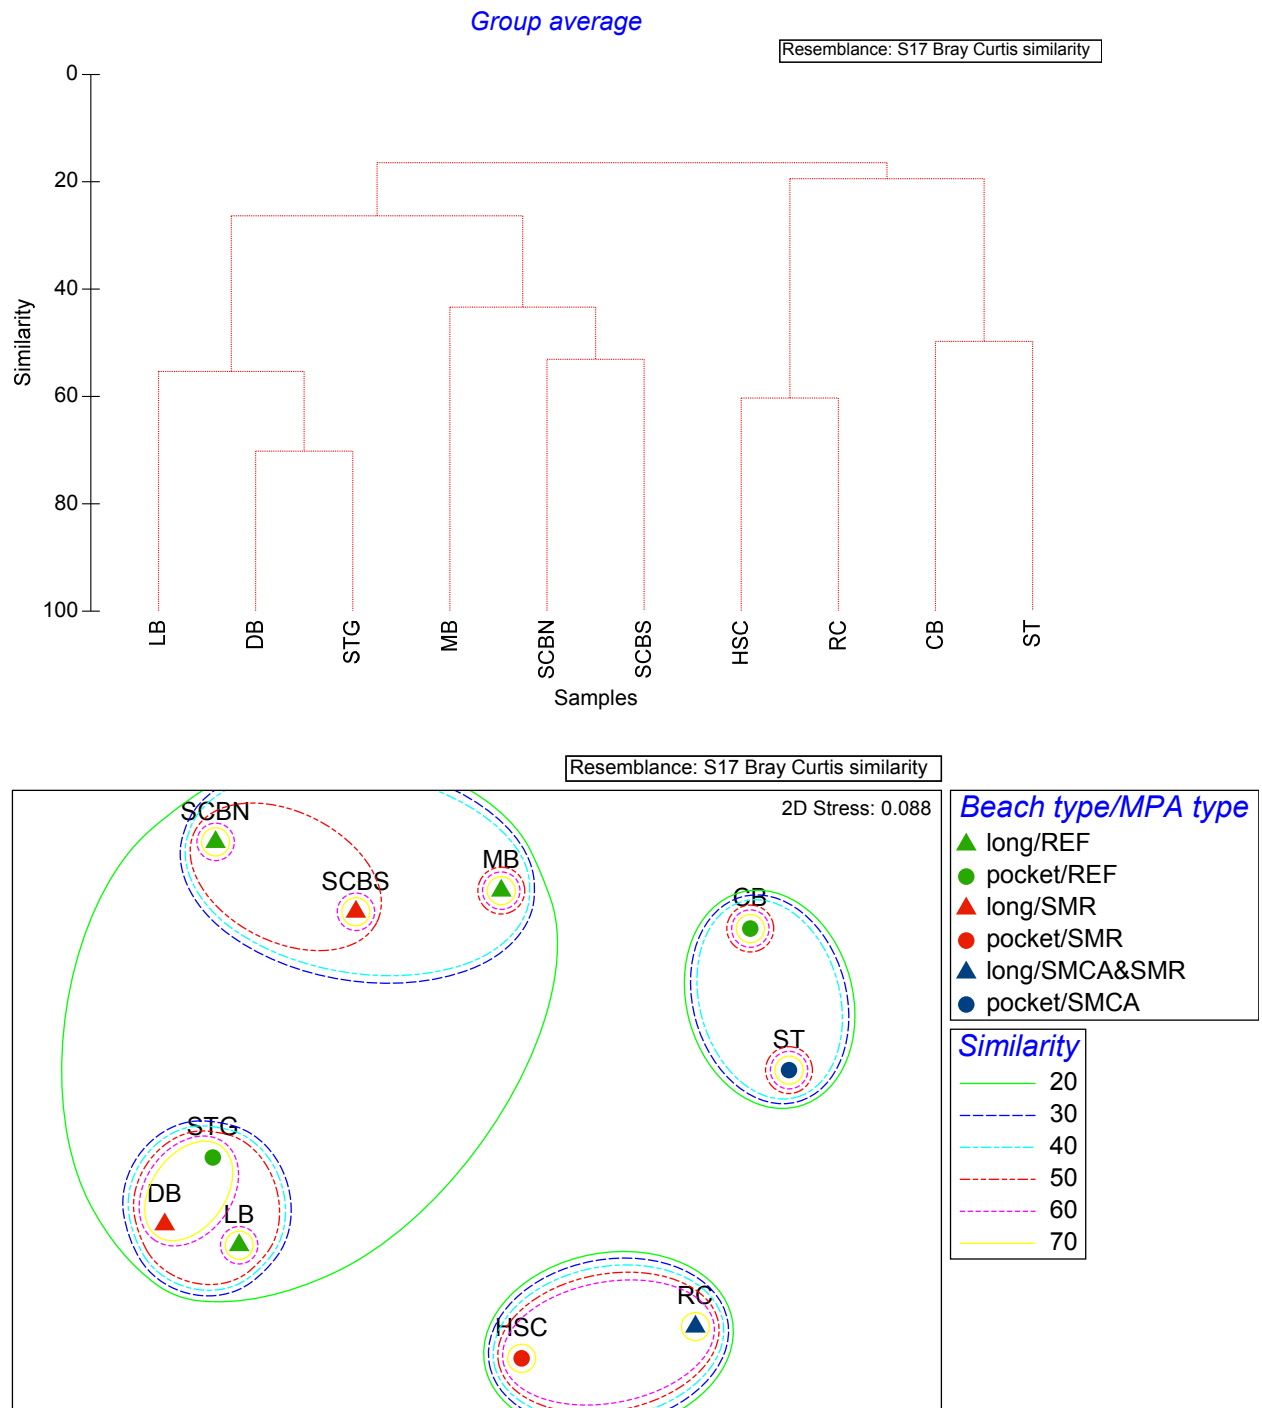 Group average
Resemblance: S17 Bray Curtis similarity
0
20
40
60
80
100
Similarity
LB
DB
STG
MB
SCBN
SCBS
HSC
RC
CB
ST
Samples
Resemblance: S17 Bray Curtis similarity
2D Stress: 0.088
SCBN
SCBS
MB
CB
ST
STG
DB
LB
RC
HSC
Beach type/MPA type
long/REF
pocket/REF
long/SMR
pocket/SMR
long/SMCA&SMR
pocket/SMCA
Similarity
20
30
40
50
60
70